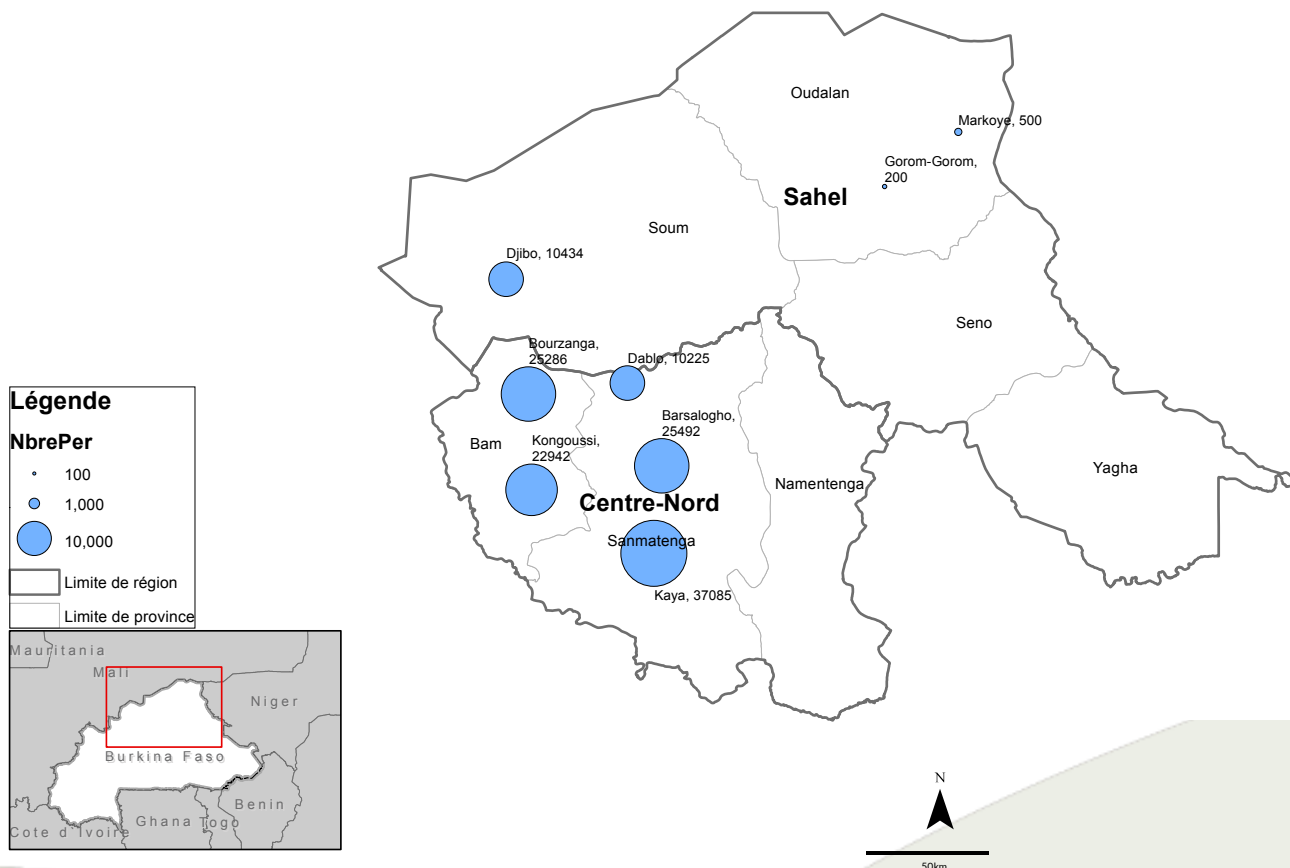 Oudalan
Markoye, 500
Gorom-Gorom,
200
Sahel
Soum
Djibo, 10434
Seno
Bourzanga,
25286
Dablo, 10225
Barsalogho,
25492
Bam
Kongoussi,
22942
Namentenga
Yagha
Centre-Nord
Sanmatenga
Kaya, 37085
Légende
NbrePer
100
1,000
10,000
Limite de région
Limite de province
Mauritania
Mali
Niger
Burkina Faso
Benin
Ghana
Togo
Cote d'Ivoire
N
50km